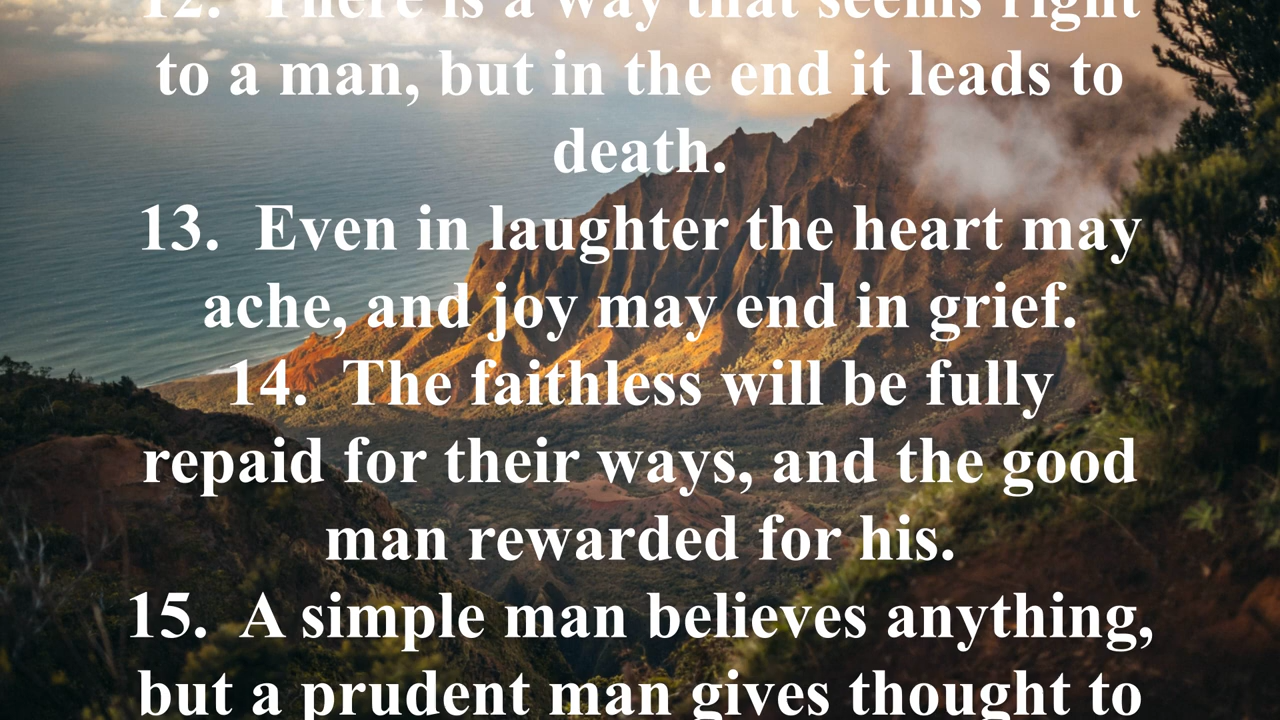 12.  There is a way that seems right
to a man, but in the end it leads to
death.
13.  Even in laughter the heart may
ache, and joy may end in grief.
14.  The faithless will be fully
repaid for their ways, and the good
man rewarded for his.
15.  A simple man believes anything,
but a prudent man gives thought to